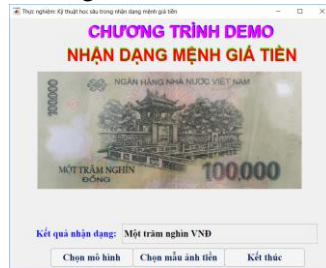 Thực nghiệm: Kỹ thuật học sâu trong nhận dạng mệnh giá tiền
CHƯƠNG TRÌNH DEMO
NHẬN DẠNG MỆNH GIÁ TIỀN
NGÂN HÀNG NHÀ NƯỚC VIỆT NAM
100000
MỘT TRĂM NGHÌN
ĐỒNG
100,000
Kết quả nhận dạng: Một trăm nghìn VNĐ
Chọn mô hình Chọn mẫu ảnh tiền Kết thúc